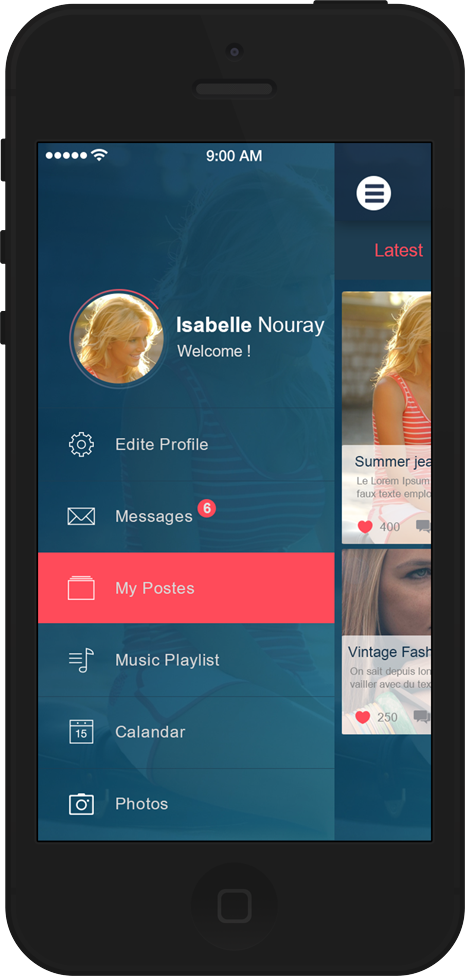 9:00 AM
Latest
Isabelle Nouray
Welcome !
Edite Profile
Messages 6
My Postes
Music Playlist
15 Calandar
Photos
Summer jea
Le Lorem Ipsum
faux texte emplo
400
Vintage Fash
On sait depuis lon
vailler avec du tex
250